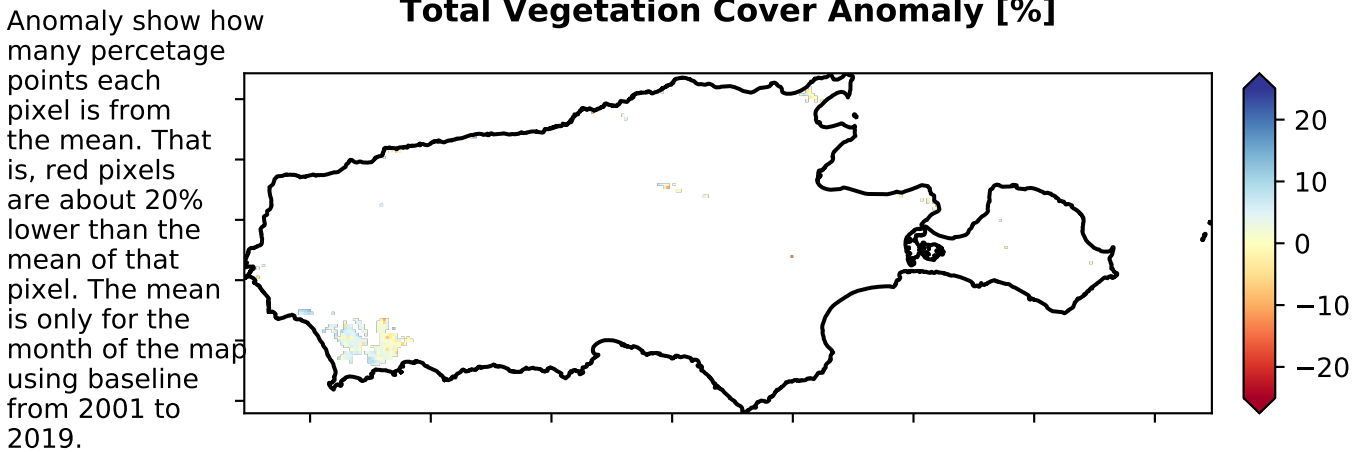 Total Vegetation Cover Anomaly [%]
Anomaly show how
many percetage
points each
pixel is from
the mean. That
is, red pixels
are about 20%
lower than the
mean of that
pixel. The mean
is only for the
month of the map
using baseline
from 2001 to
2019.
20
10
0
−10
−20